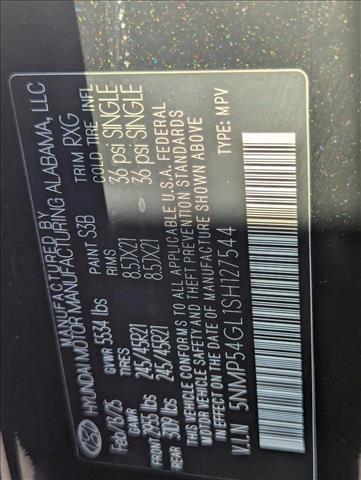 MANUFACTURED BY
HYUNDAI MOTOR MANUFACTURING ALABAMA, LLC
Feb/13/25 PAINT S3B TRIM RXG
GVWR 5534 lbs
GAWR TIRES RIMS COLD TIRE INFL
FRONT 2954 lbs 245/45R21 8.5JX21 36 psi SINGLE
REAR 3109 lbs 245/45R21 8.5JX21 36 psi SINGLE
THIS VEHICLE CONFORMS TO ALL APPLICABLE U.S.A. FEDERAL
MOTOR VEHICLE SAFETY AND THEFT PREVENTION STANDARDS
IN EFFECT ON THE DATE OF MANUFACTURE SHOWN ABOVE
V.I.N 5NMP54GL1SH127544 TYPE: MPV